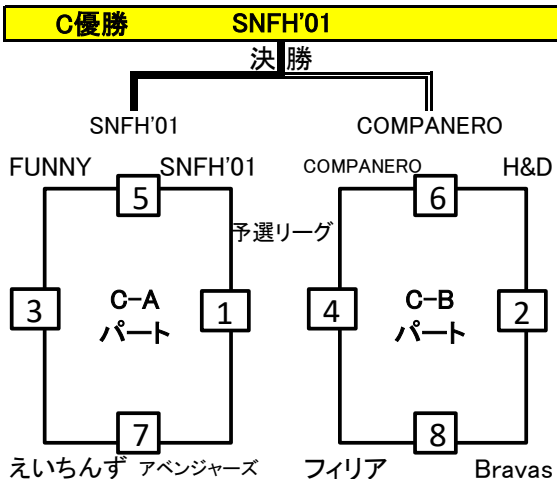 C優勝 SNFH'01
決勝
SNFH'01 COMPANERO
FUNNY SNFH'01 COMPANERO H&D
5 6
予選リーグ
3 C-A パート 1 4 C-B パート 2
7 8
えいちんず アベンジャーズ フィリア Bravas